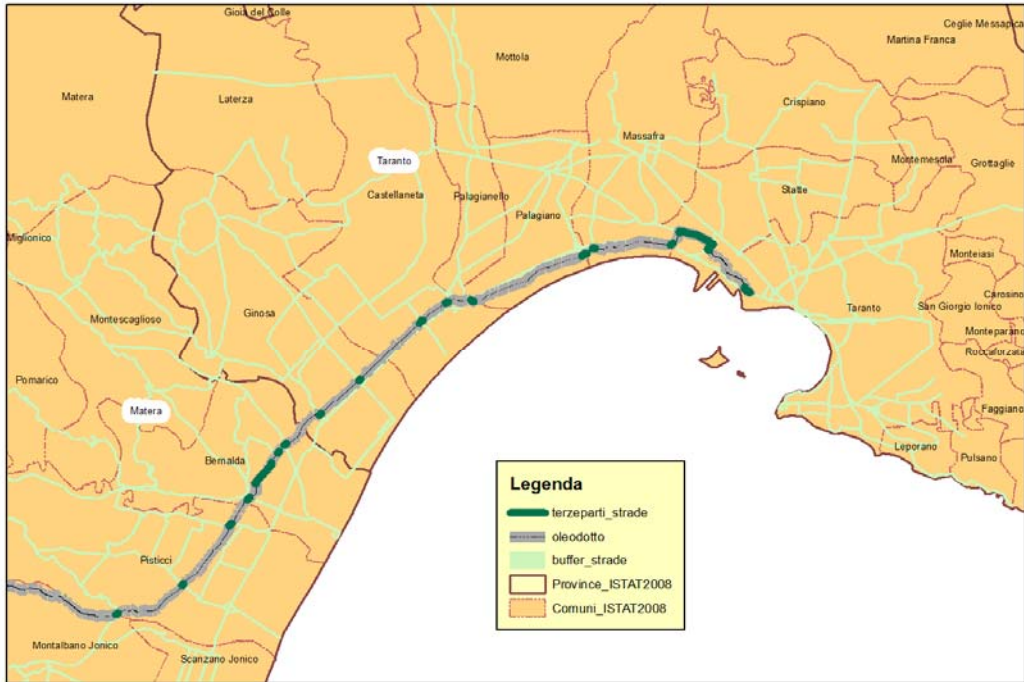 Gioia del Colle
Ceglie Messapica
Martina Franca
Mottola
Matera
Laterza
Crispiano
Massafra
Taranto
Montemesola
Grottaglie
Castellaneta
Palagianello
Statte
Palagiano
Miglionico
Monteiasi
Carosino
Taranto
San Giorgio Ionico
Montescaglioso
Ginosa
Monteparano
Roccaforzata
Pomarico
Matera
Faggiano
Leporano
Pulsano
Bernalda
Legenda
terzeparti_strade
oleodotto
buffer_strade
Province_ISTAT2008
Comuni_ISTAT2008
Pisticci
Montalbano Jonico
Scanzano Jonico